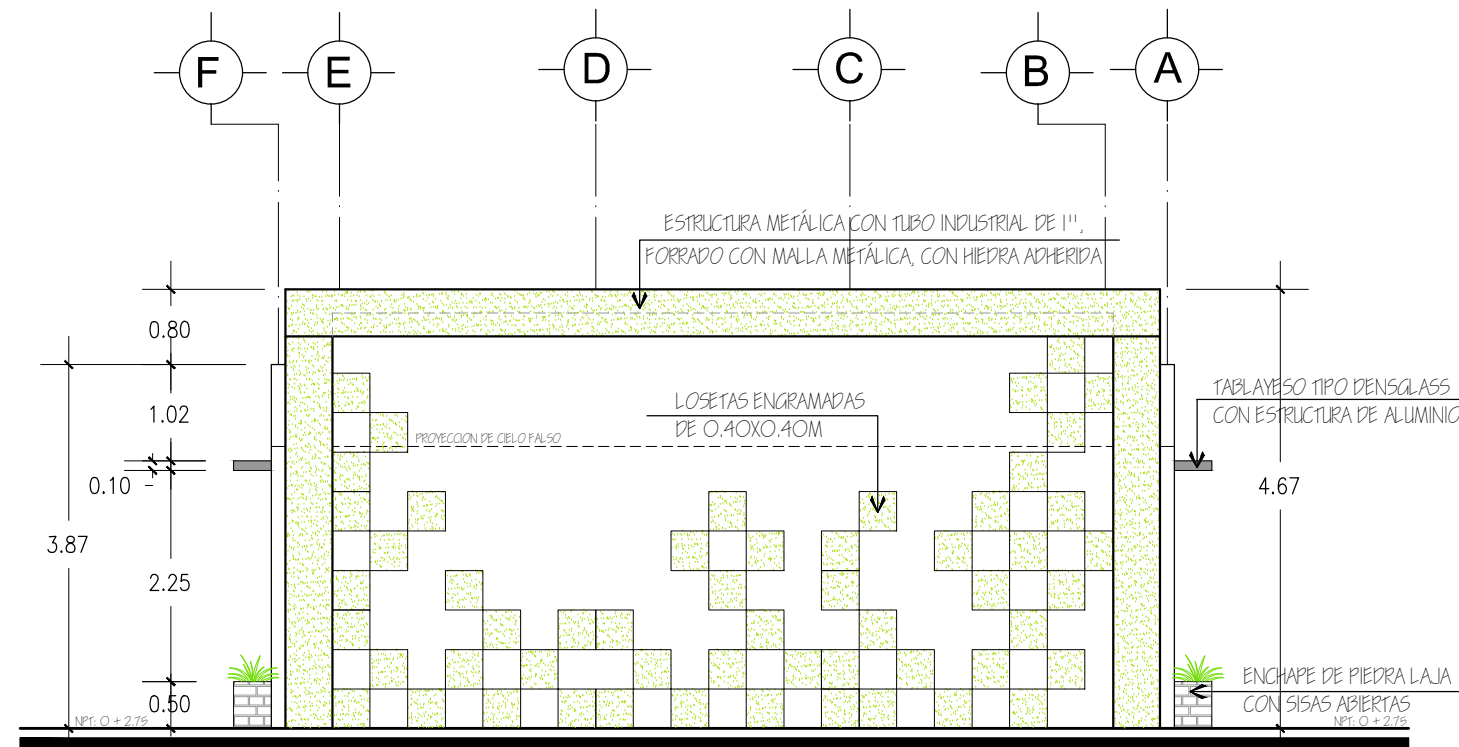 F E D C B A
ESTRUCTURA METÁLICA CON TUBO INDUSTRIAL DE 1",
FORRADO CON MALLA METÁLICA, CON HIEDRA ADHERIDA
0.80
1.02
TABLAYESO TIPO DENSGLASS
CON ESTRUCTURA DE ALUMINIO
LOSETAS ENGRAMADAS
DE 0.40X0.40M
PROYECCION DE CIELO FALSO
0.10
4.67
3.87
2.25
ENCHAPE DE PIEDRA LAJA
CON SISAS ABIERTAS
0.50
NPT: 0 + 2.75
NPT: 0 + 2.75